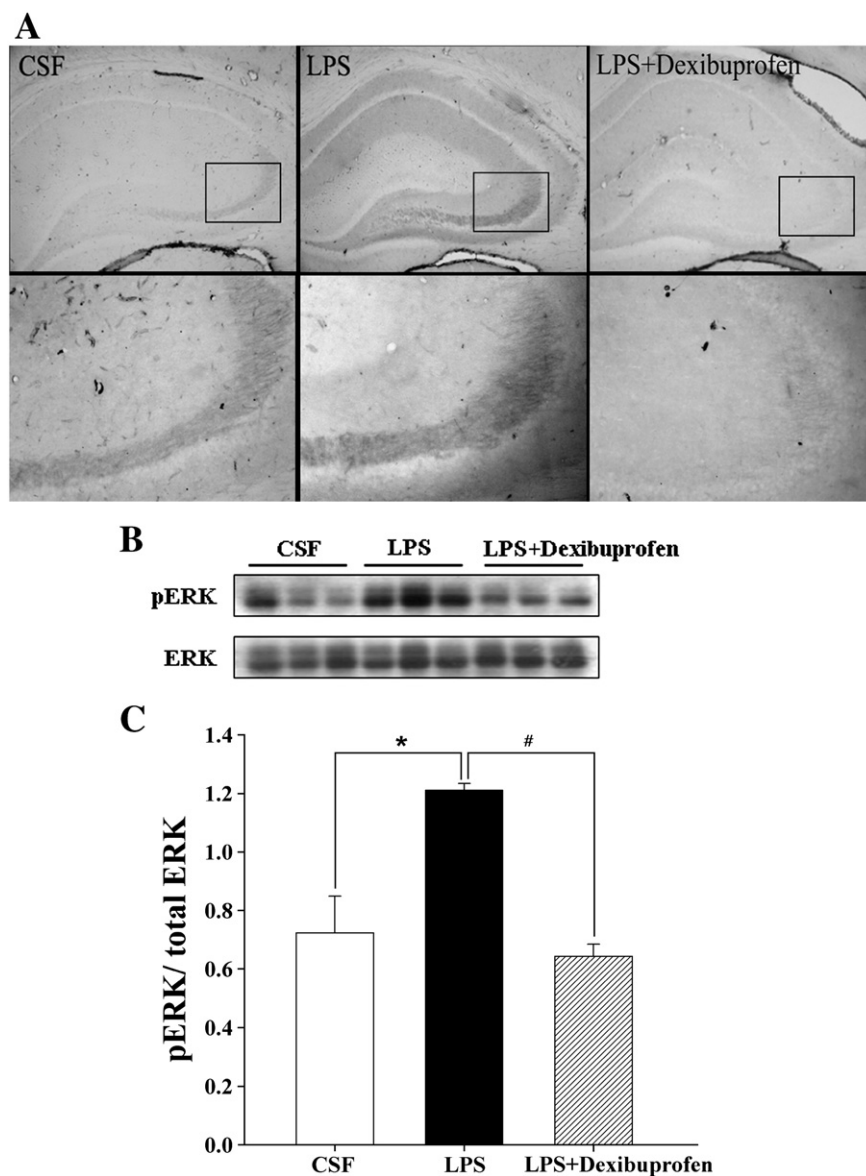 A
CSF LPS LPS+Dexibuprofen
B
CSF LPS LPS+Dexibuprofen
pERK
ERK
C
1.4
1.2
1.0
0.8
0.6
0.4
0.2
0.0
pERK/ total ERK
* #
CSF LPS LPS+Dexibuprofen